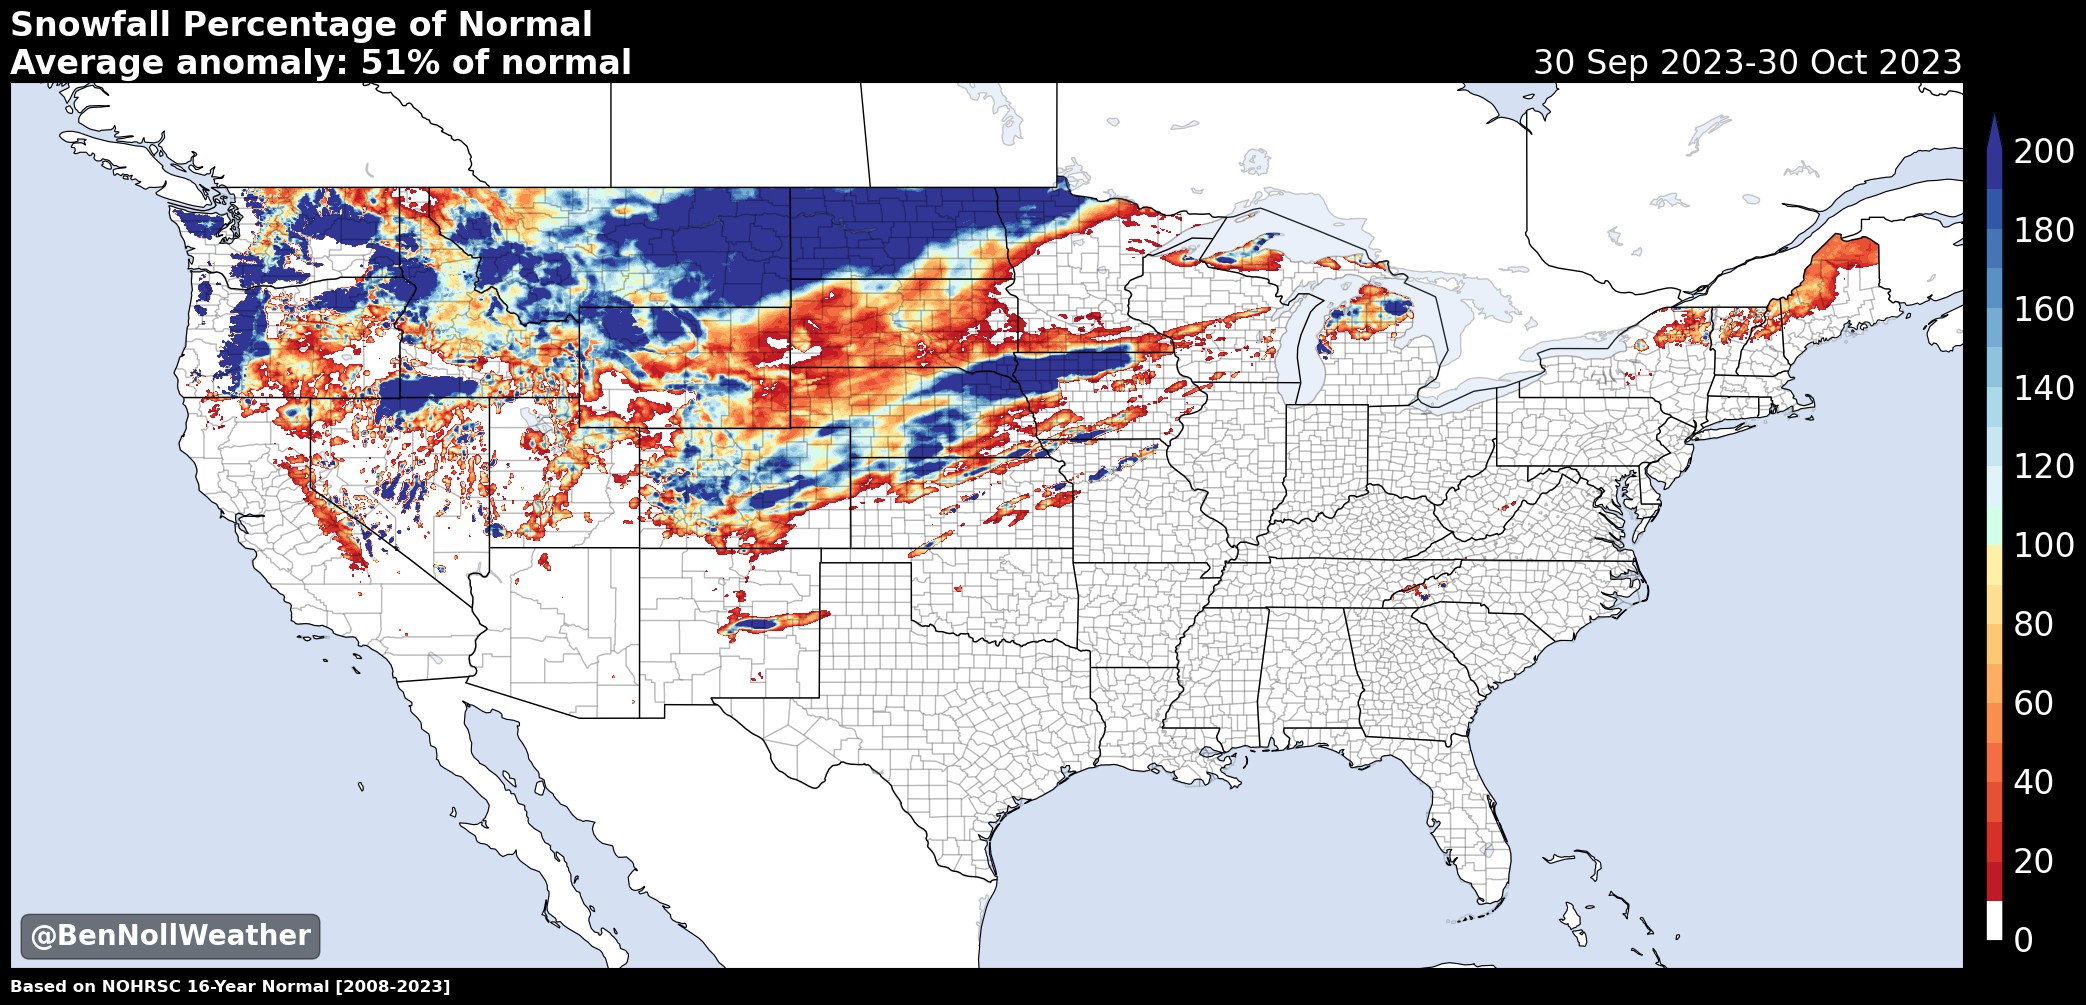 Snowfall Percentage of Normal
Average anomaly: 51% of normal
30 Sep 2023-30 Oct 2023
200
180
160
140
120
100
80
60
40
20
0
@BenNollWeather
Based on NOHRSC 16-Year Normal [2008-2023]